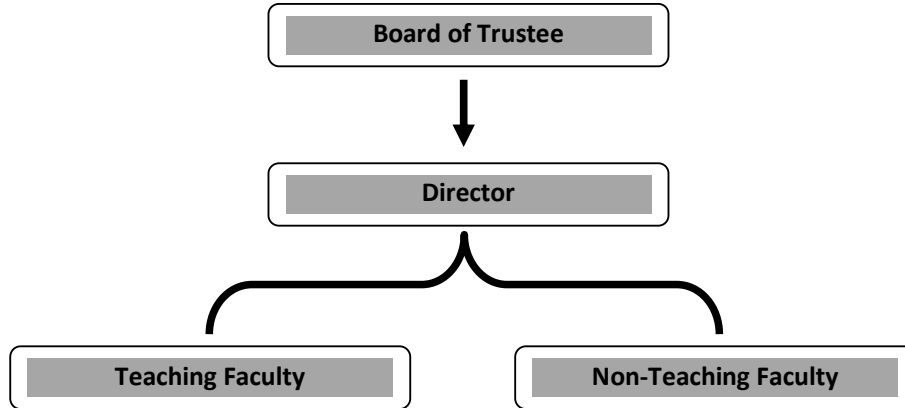 Board of Trustee
Director
Teaching Faculty
Non-Teaching Faculty